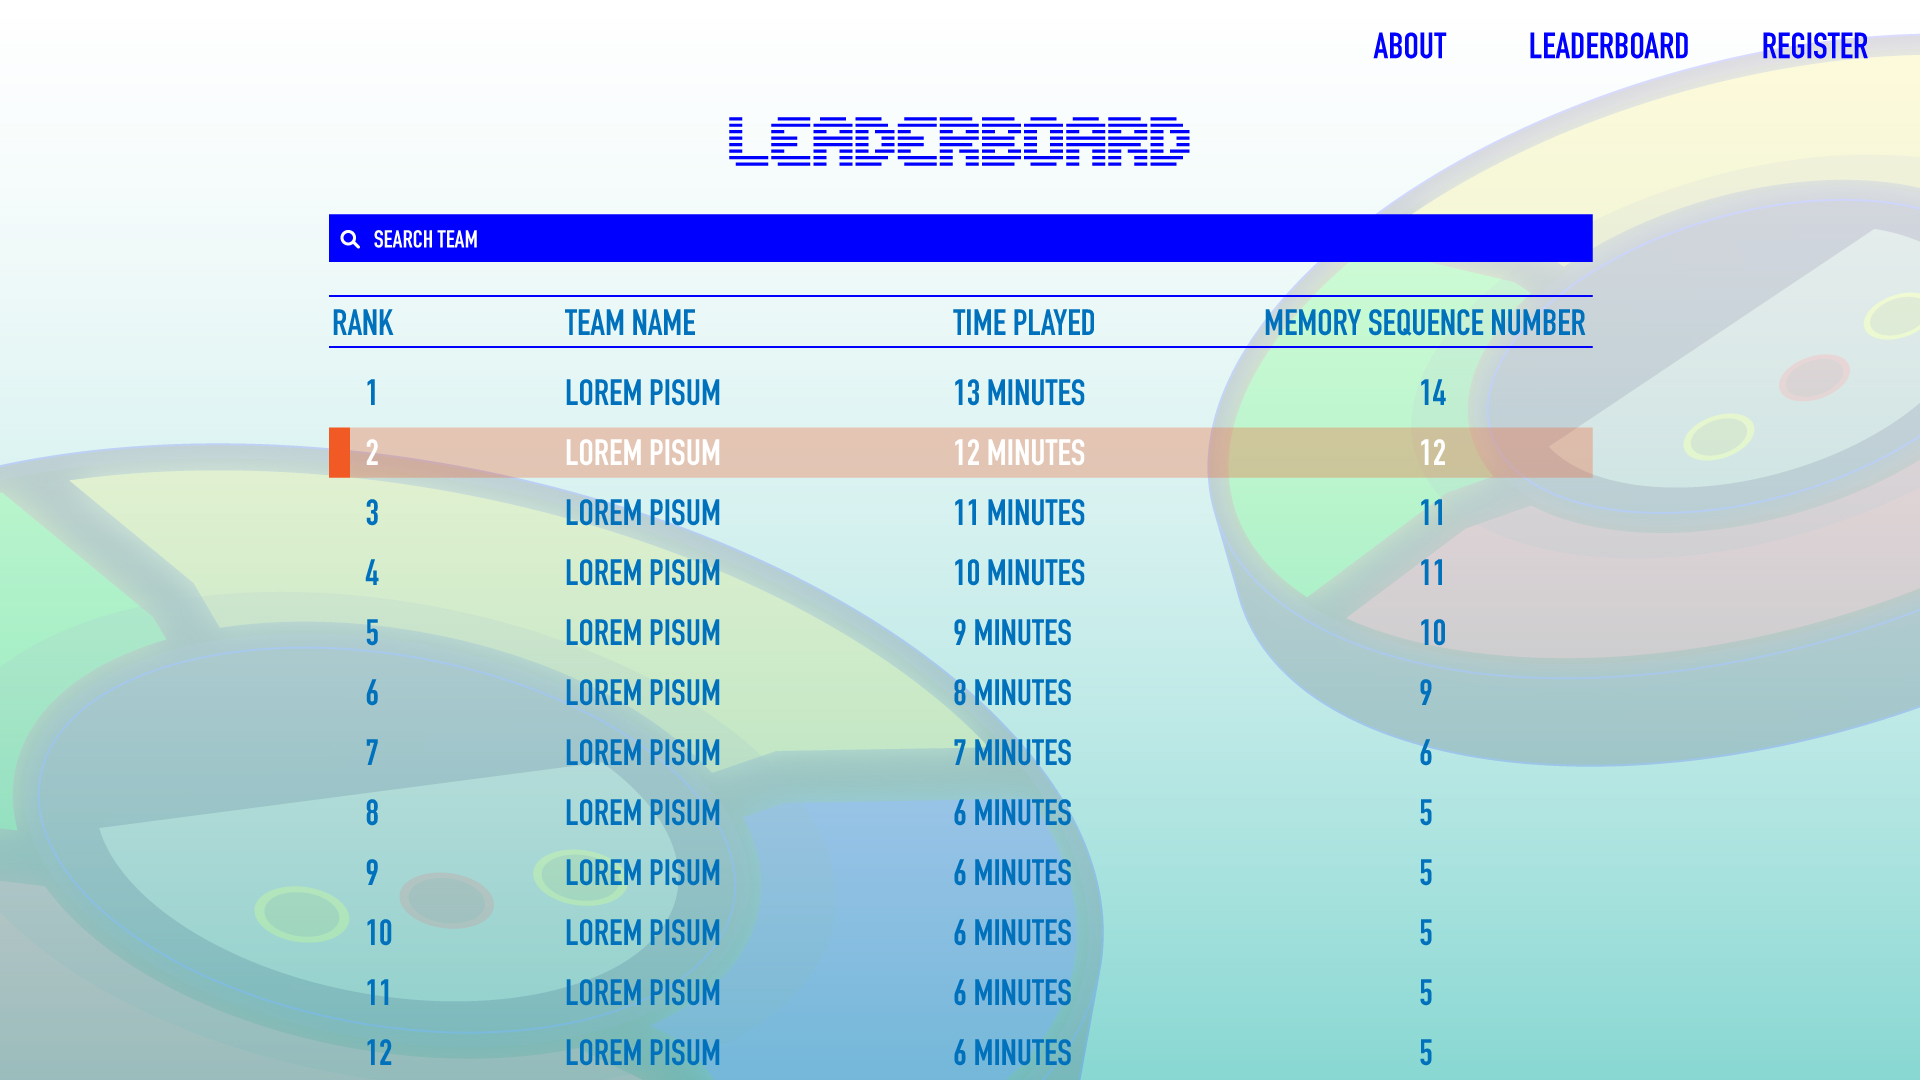 ABOUT LEADERBOARD REGISTER
LEADERBOARD
SEARCH TEAM
RANK TEAM NAME TIME PLAYED MEMORY SEQUENCE NUMBER
1 LOREM PISUM 13 MINUTES 14
2 LOREM PISUM 12 MINUTES 12
3 LOREM PISUM 11 MINUTES 11
4 LOREM PISUM 10 MINUTES 11
5 LOREM PISUM 9 MINUTES 10
6 LOREM PISUM 8 MINUTES 9
7 LOREM PISUM 7 MINUTES 6
8 LOREM PISUM 6 MINUTES 5
9 LOREM PISUM 6 MINUTES 5
10 LOREM PISUM 6 MINUTES 5
11 LOREM PISUM 6 MINUTES 5
12 LOREM PISUM 6 MINUTES 5